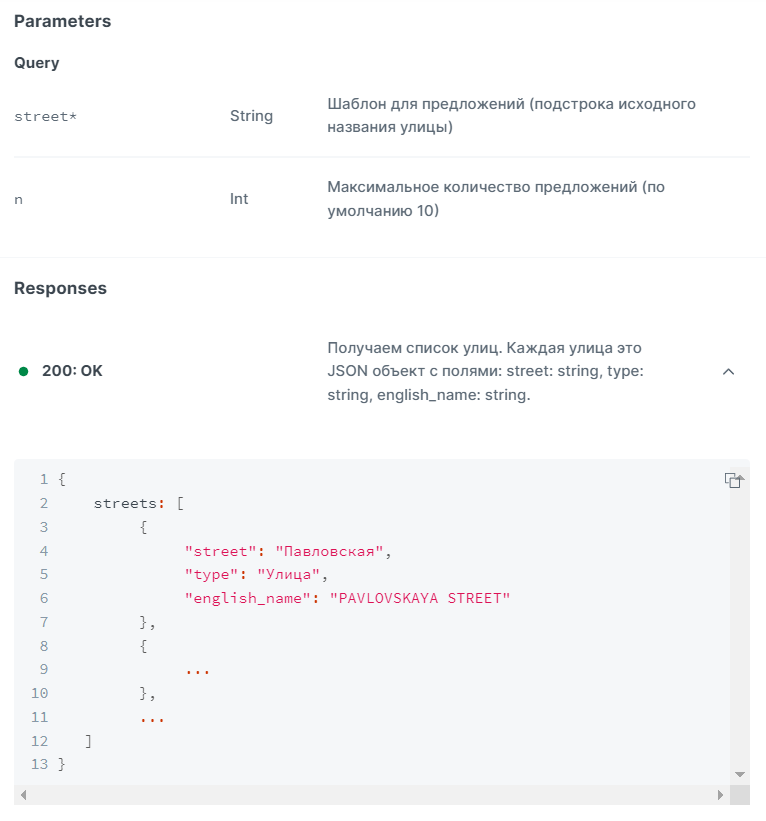 Parameters
Query
street*
String
Шаблон для предложений (подстрока исходного
названия улицы)
n
Int
Максимальное количество предложений (по
умолчанию 10)
Responses
200: OK
Получаем список улиц. Каждая улица это
JSON объект с полями: street: string, type:
string, english_name: string.
1 {
2 streets: [
3 {
4 "street": "Павловская",
5 "type": "Улица",
6 "english_name": "PAVLOVSKAYA STREET"
7 },
8 {
9 ...
10 },
11 ...
12 ]
13 }